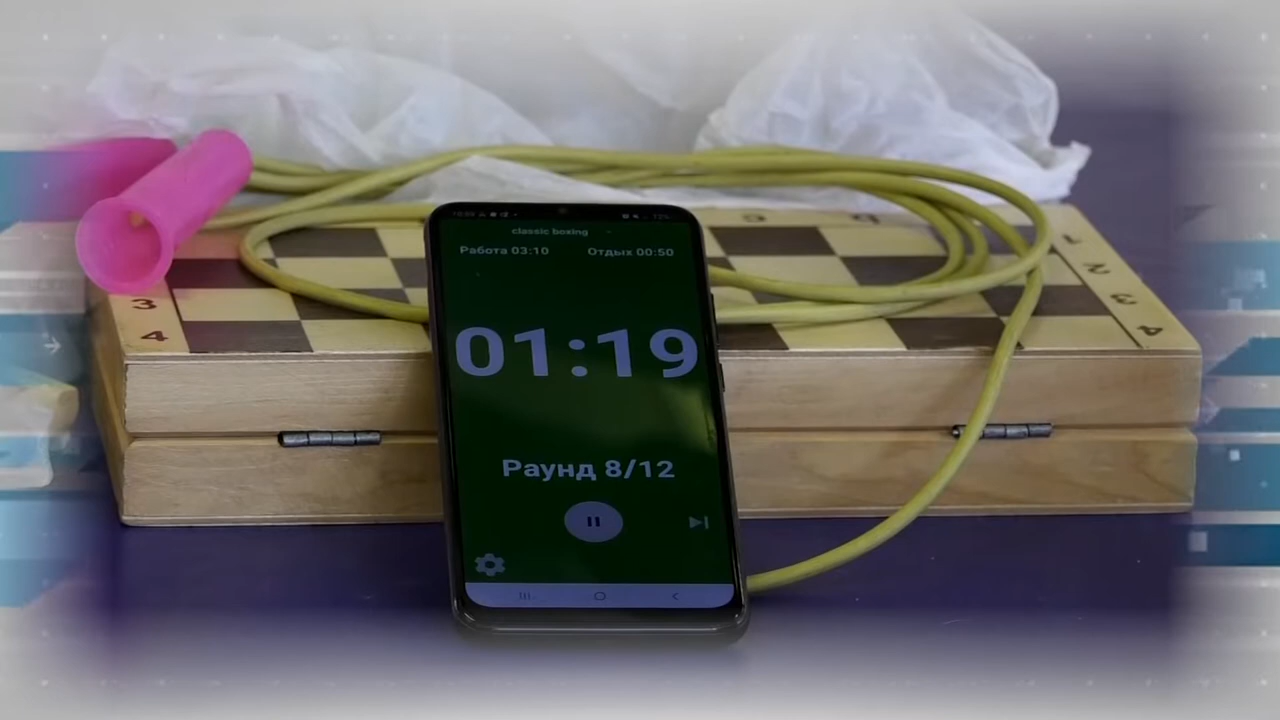 classic boxing
Работа 03:10
Отдых 00:50
01:19
Раунд 8/12
3
4
1
2
3
4